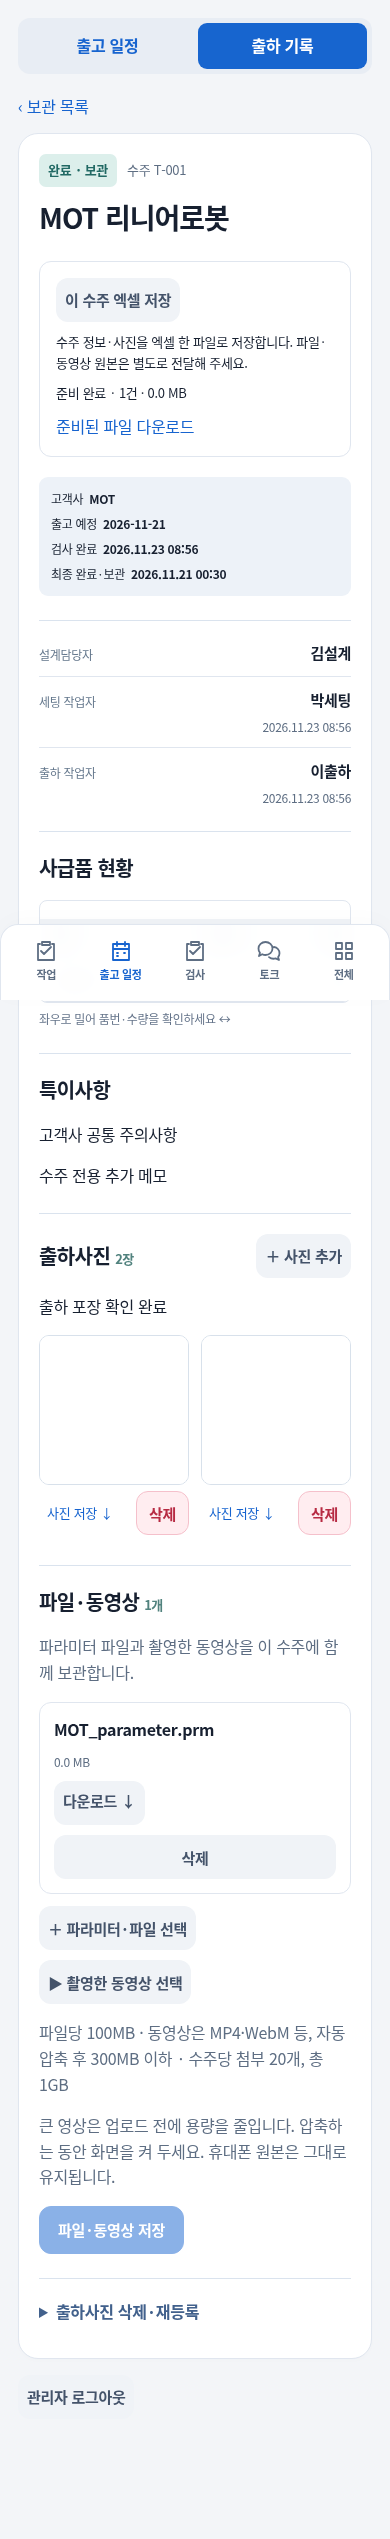 출고 일정
출하 기록
‹ 보관 목록
완료 · 보관
수주 T-001
MOT 리니어로봇
이 수주 엑셀 저장
수주 정보·사진을 엑셀 한 파일로 저장합니다. 파일·
동영상 원본은 별도로 전달해 주세요.
준비 완료 · 1건 · 0.0 MB
준비된 파일 다운로드
고객사 MOT
출고 예정 2026-11-21
검사 완료 2026.11.23 08:56
최종 완료·보관 2026.11.21 00:30
설계담당자 김설계
세팅 작업자 박세팅
2026.11.23 08:56
출하 작업자 이출하
2026.11.23 08:56
사급품 현황
작업
출고 일정
검사
토크
전체
좌우로 밀어 품번·수량을 확인하세요 ↔
특이사항
고객사 공통 주의사항
수주 전용 추가 메모
출하사진 2장
＋ 사진 추가
출하 포장 확인 완료
사진 저장 ↓
삭제
사진 저장 ↓
삭제
파일·동영상 1개
파라미터 파일과 촬영한 동영상을 이 수주에 함
께 보관합니다.
MOT_parameter.prm
0.0 MB
다운로드 ↓
삭제
＋ 파라미터·파일 선택
▶ 촬영한 동영상 선택
파일당 100MB · 동영상은 MP4·WebM 등, 자동
압축 후 300MB 이하 · 수주당 첨부 20개, 총
1GB
큰 영상은 업로드 전에 용량을 줄입니다. 압축하
는 동안 화면을 켜 두세요. 휴대폰 원본은 그대로
유지됩니다.
파일·동영상 저장
▶ 출하사진 삭제·재등록
관리자 로그아웃